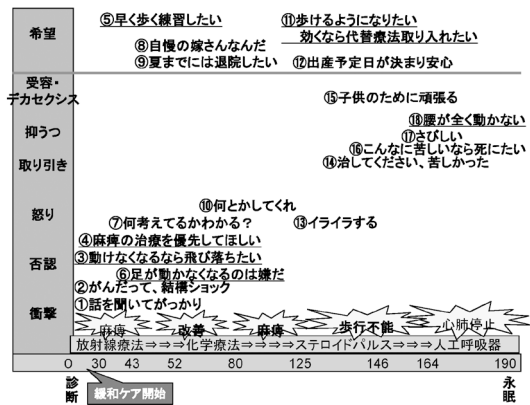 希望
⑤早く歩く練習したい
⑪歩けるようになりたい
効くなら代替療法取り入れたい
⑧自慢の嫁さんなんだ
⑨夏までには退院したい
⑫出産予定日が決まり安心
受容・
デカセクシス
⑮子供のために頑張る
⑱腰が全く動かない
抑うつ
⑰さびしい
⑯こんなに苦しいなら死にたい
取り引き
⑭治してください、苦しかった
⑩何とかしてくれ
怒り
⑦何考えてるかわかる？
⑬イライラする
④麻痺の治療を優先してほしい
③動けなくなるなら飛び降りたい
否認
⑥足が動かなくなるのは嫌だ
②がんだって、結構ショック
①話を聞いてがっかり
衝撃
麻痺
改善
麻痺
歩行不能
心肺停止
放射線療法⇒⇒⇒化学療法⇒⇒⇒⇒ステロイドパルス⇒⇒⇒人工呼吸器
0 30 43 52 80 125 146 164 190
診断
緩和ケア開始
永眠